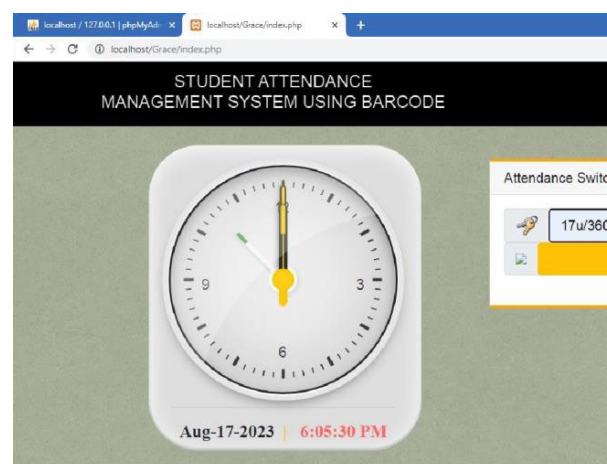 localhost / 127.0.0.1 | phpMyAd
localhost/Grace/index.php
localhost/Grace/index.php
STUDENT ATTENDANCE
MANAGEMENT SYSTEM USING BARCODE
Attendance Switc
17u/360
12
9
3
6
Aug-17-2023 | 6:05:30 PM